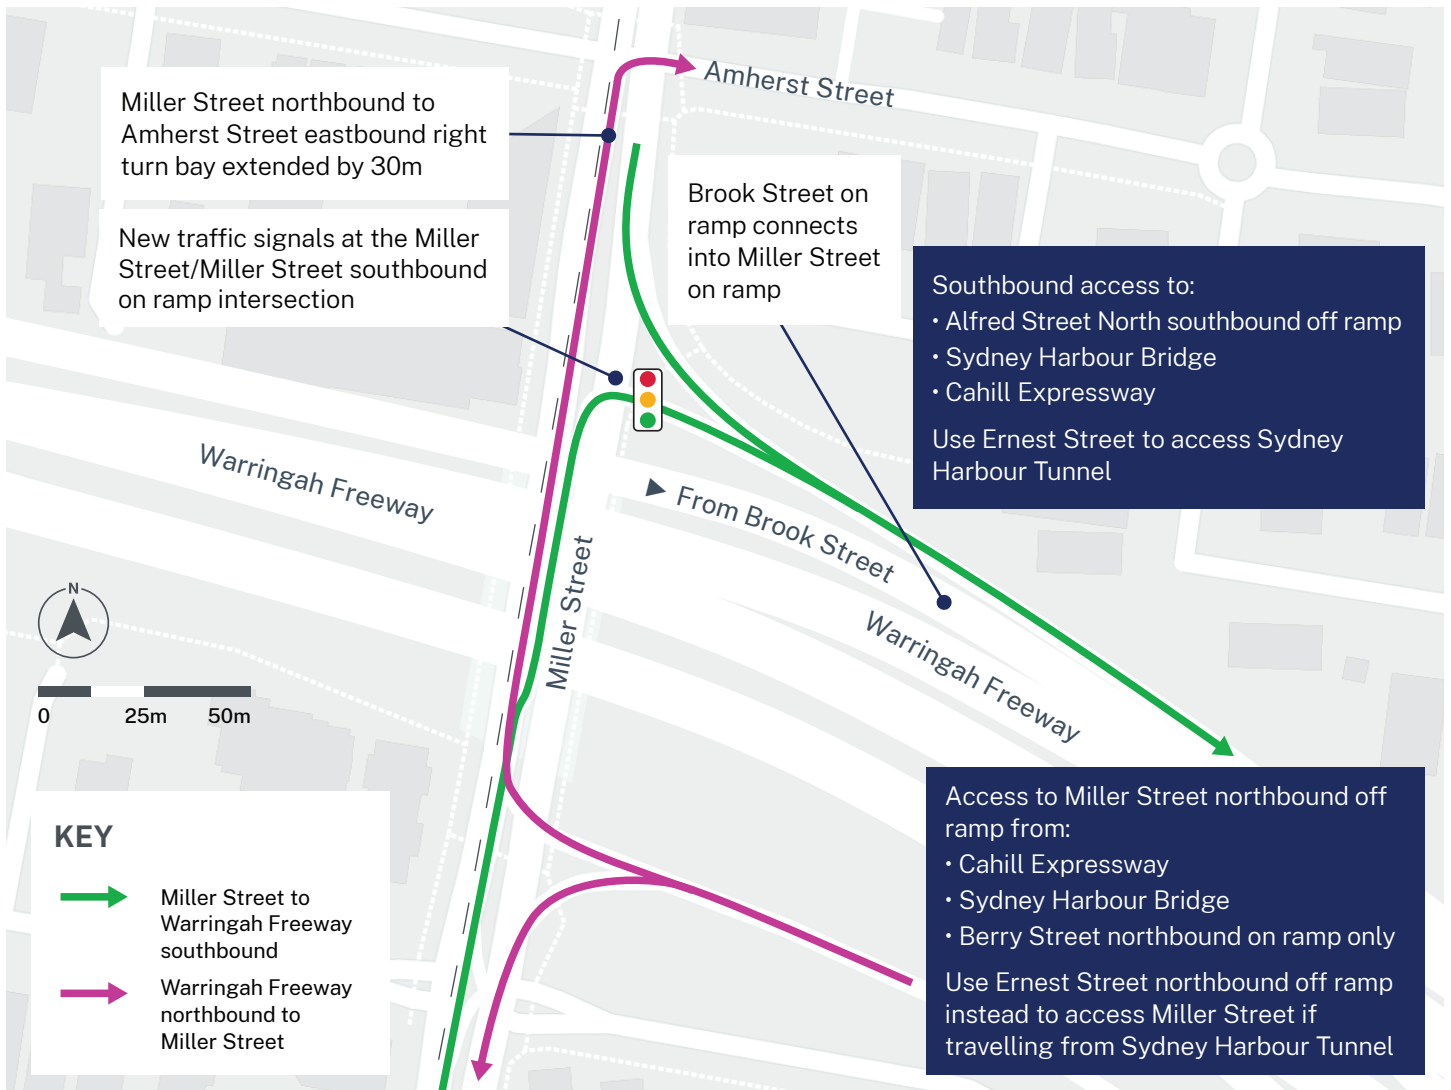 Amherst Street
Miller Street northbound to
Amherst Street eastbound right
turn bay extended by 30m
New traffic signals at the Miller
Street/Miller Street southbound
on ramp intersection
Brook Street on
ramp connects
into Miller Street
on ramp
Southbound access to:
• Alfred Street North southbound off ramp
• Sydney Harbour Bridge
• Cahill Expressway
Use Ernest Street to access Sydney
Harbour Tunnel
Warringah Freeway
From Brook Street
Miller Street
Warringah Freeway
N
0 25m 50m
KEY
Miller Street to
Warringah Freeway
southbound
Warringah Freeway
northbound to
Miller Street
Access to Miller Street northbound off
ramp from:
• Cahill Expressway
• Sydney Harbour Bridge
• Berry Street northbound on ramp only
Use Ernest Street northbound off ramp
instead to access Miller Street if
travelling from Sydney Harbour Tunnel